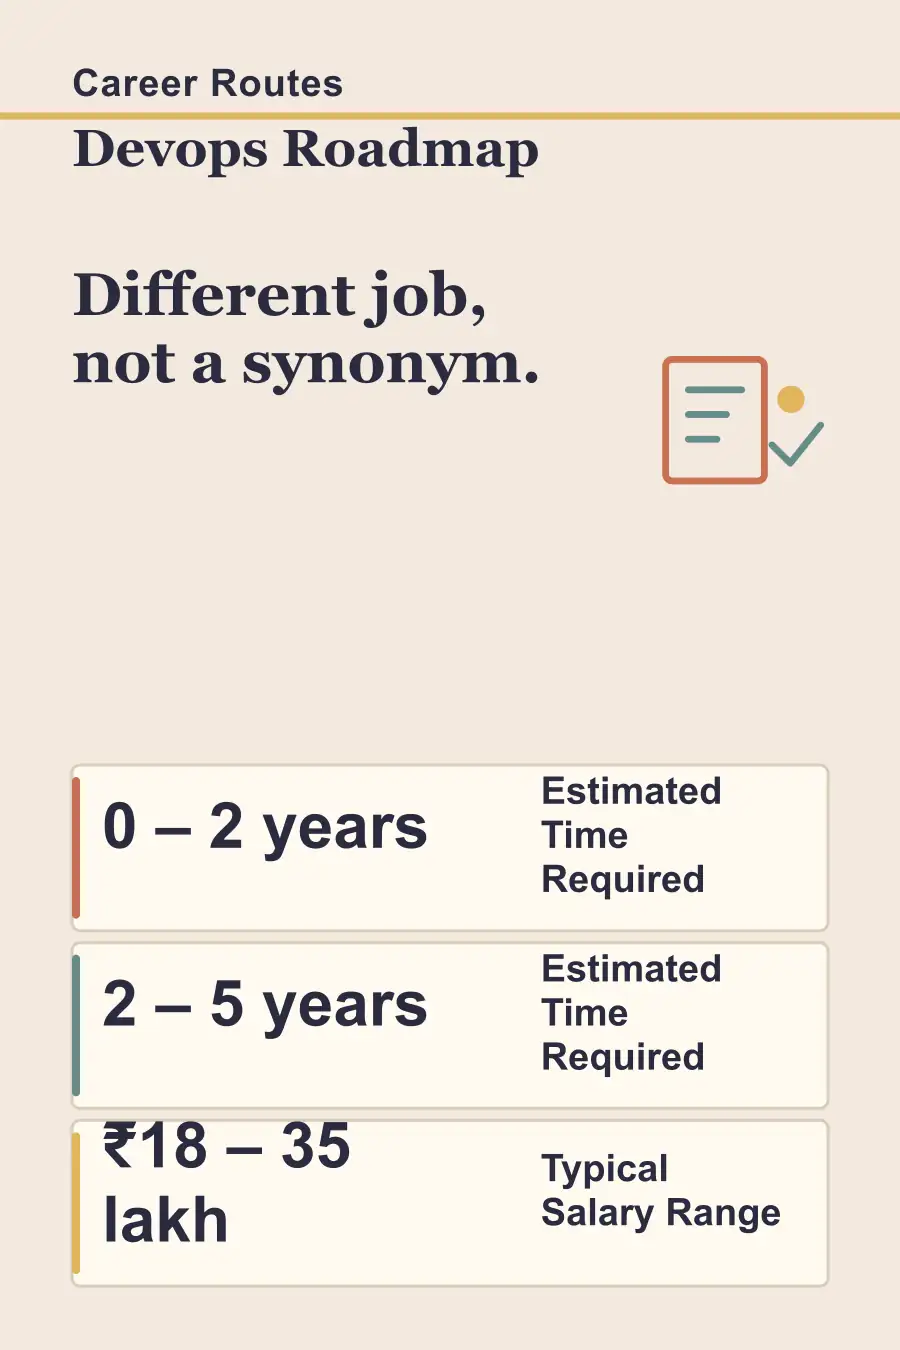 Career Routes
Devops Roadmap
Different job,
not a synonym.
0 – 2 years
Estimated
Time
Required
2 – 5 years
Estimated
Time
Required
₹18 – 35
lakh
Typical
Salary Range